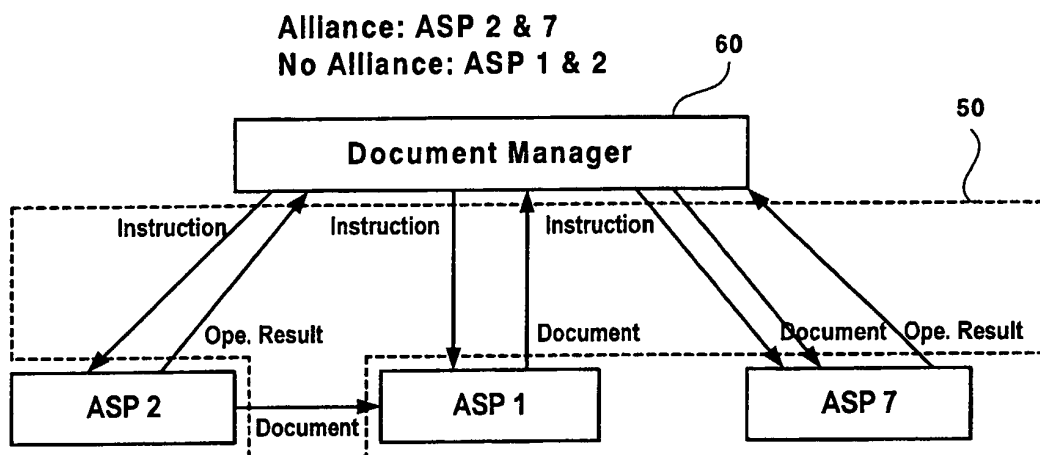 Alliance: ASP 2 & 7
No Alliance: ASP 1 & 2
60
50
Document Manager
Instruction
Instruction
Instruction
Ope. Result
Document
Document
Ope. Result
ASP 2
ASP 1
ASP 7
Document